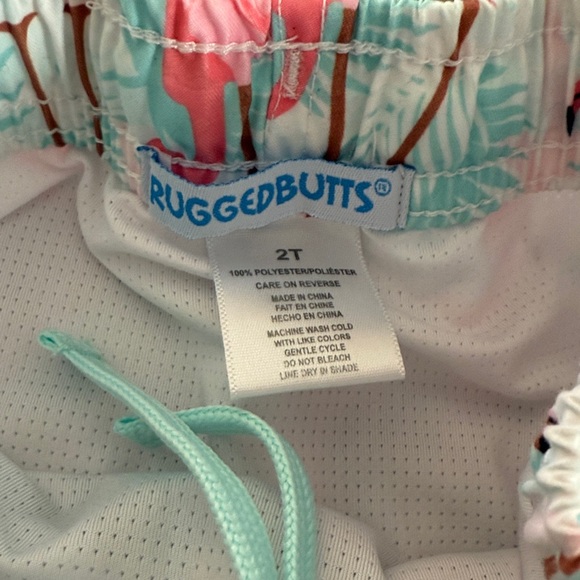 RUGGEDBUTTS®
2T
100% POLYESTER/POLIÉSTER
CARE ON REVERSE
MADE IN CHINA
FAIT EN CHINE
HECHO EN CHINA
MACHINE WASH COLD
WITH LIKE COLORS
GENTLE CYCLE
DO NOT BLEACH
LINE DRY IN SHADE